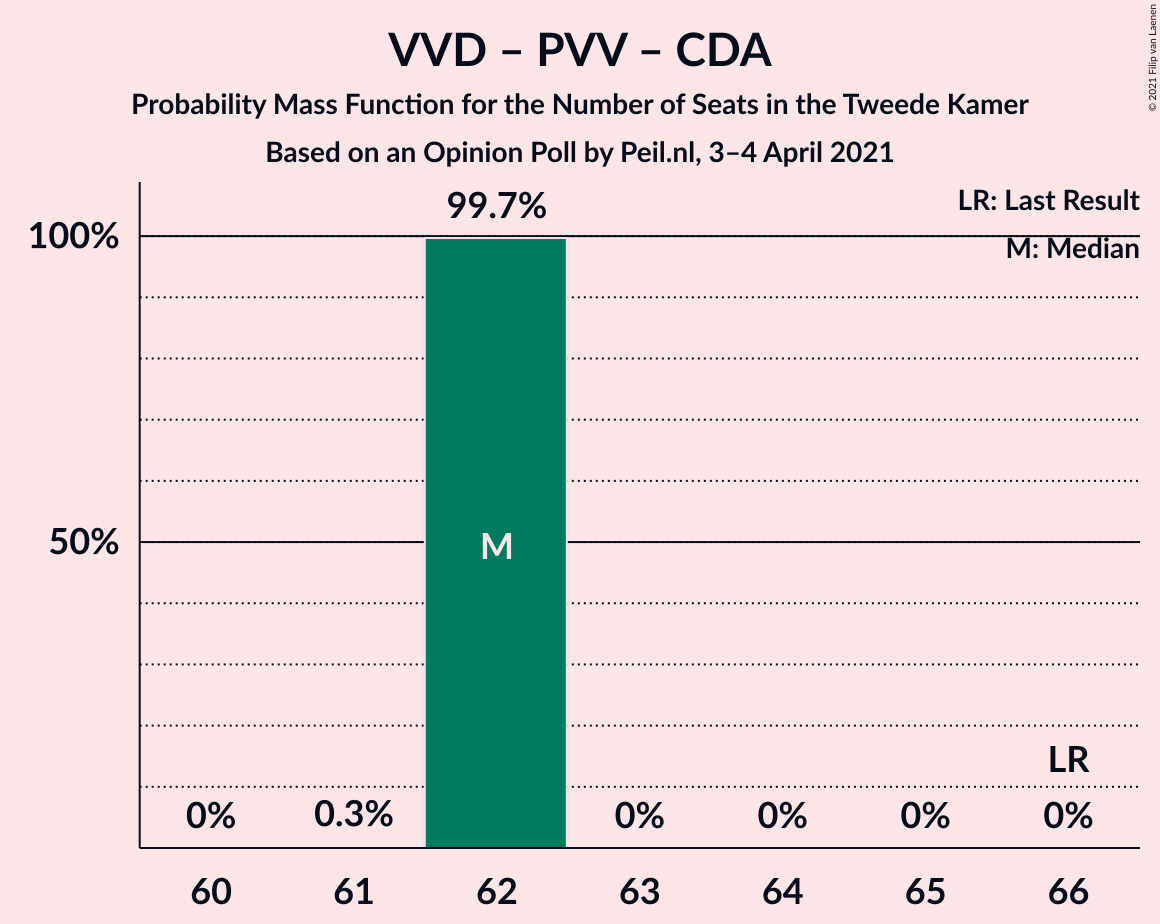 VVD – PVV – CDA
Probability Mass Function for the Number of Seats in the Tweede Kamer
Based on an Opinion Poll by Peil.nl, 3–4 April 2021
© 2021 Filip van Laenen
LR: Last Result
M: Median
99.7%
100%
50%
M
LR
0%
0.3%
0%
0%
0%
0%
60 61 62 63 64 65 66